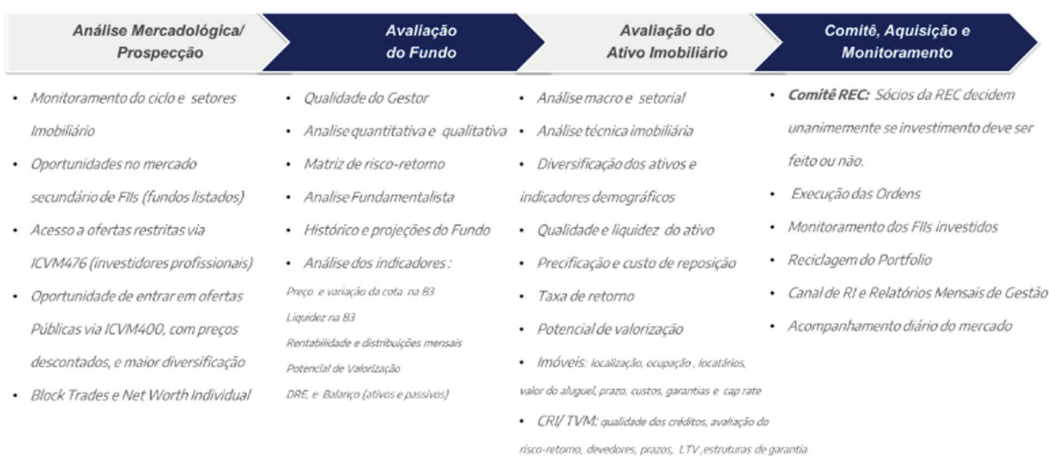 Análise Mercadológica/
Prospecção
• Monitoramento do ciclo e setores
Imobiliário
• Oportunidades no mercado
secundário de FIIs (fundos listados)
• Acesso a ofertas restritas via
ICVM476 (investidores profissionais)
• Oportunidade de entrar em ofertas
Públicas via ICVM400, com preços
descontados, e maior diversificação
• Block Trades e Net Worth Individual
Avaliação
do Fundo
• Qualidade do Gestor
• Analise quantitativa e qualitativa
• Matriz de risco-retorno
• Analise Fundamentalista
• Histórico e projeções do Fundo
• Análise dos indicadores :
Preço e variação da cota na B3
Liquidez na B3
Rentabilidade e distribuições mensais
Potencial de Valorização
DRE, e Balanço (ativos e passivos)
Avaliação do
Ativo Imobiliário
• Análise macro e setorial
• Análise técnica imobiliária
• Diversificação dos ativos e
indicadores demográficos
• Qualidade e liquidez do ativo
• Precificação e custo de reposição
• Taxa de retorno
• Potencial de valorização
• Imóveis: localização, ocupação , locatários,
valor do aluguel, prazo, custos, garantias e cap rate
• CRI/ TVM: qualidade dos créditos, avaliação do
risco-retorno, devedores, prazos, LTV ,estruturas de garantia
Comitê, Aquisição e
Monitoramento
• Comitê REC: Sócios da REC decidem
unanimemente se investimento deve ser
feito ou não.
• Execução das Ordens
• Monitoramento dos FIIs investidos
• Reciclagem do Portfolio
• Canal de RI e Relatórios Mensais de Gestão
• Acompanhamento diário do mercado